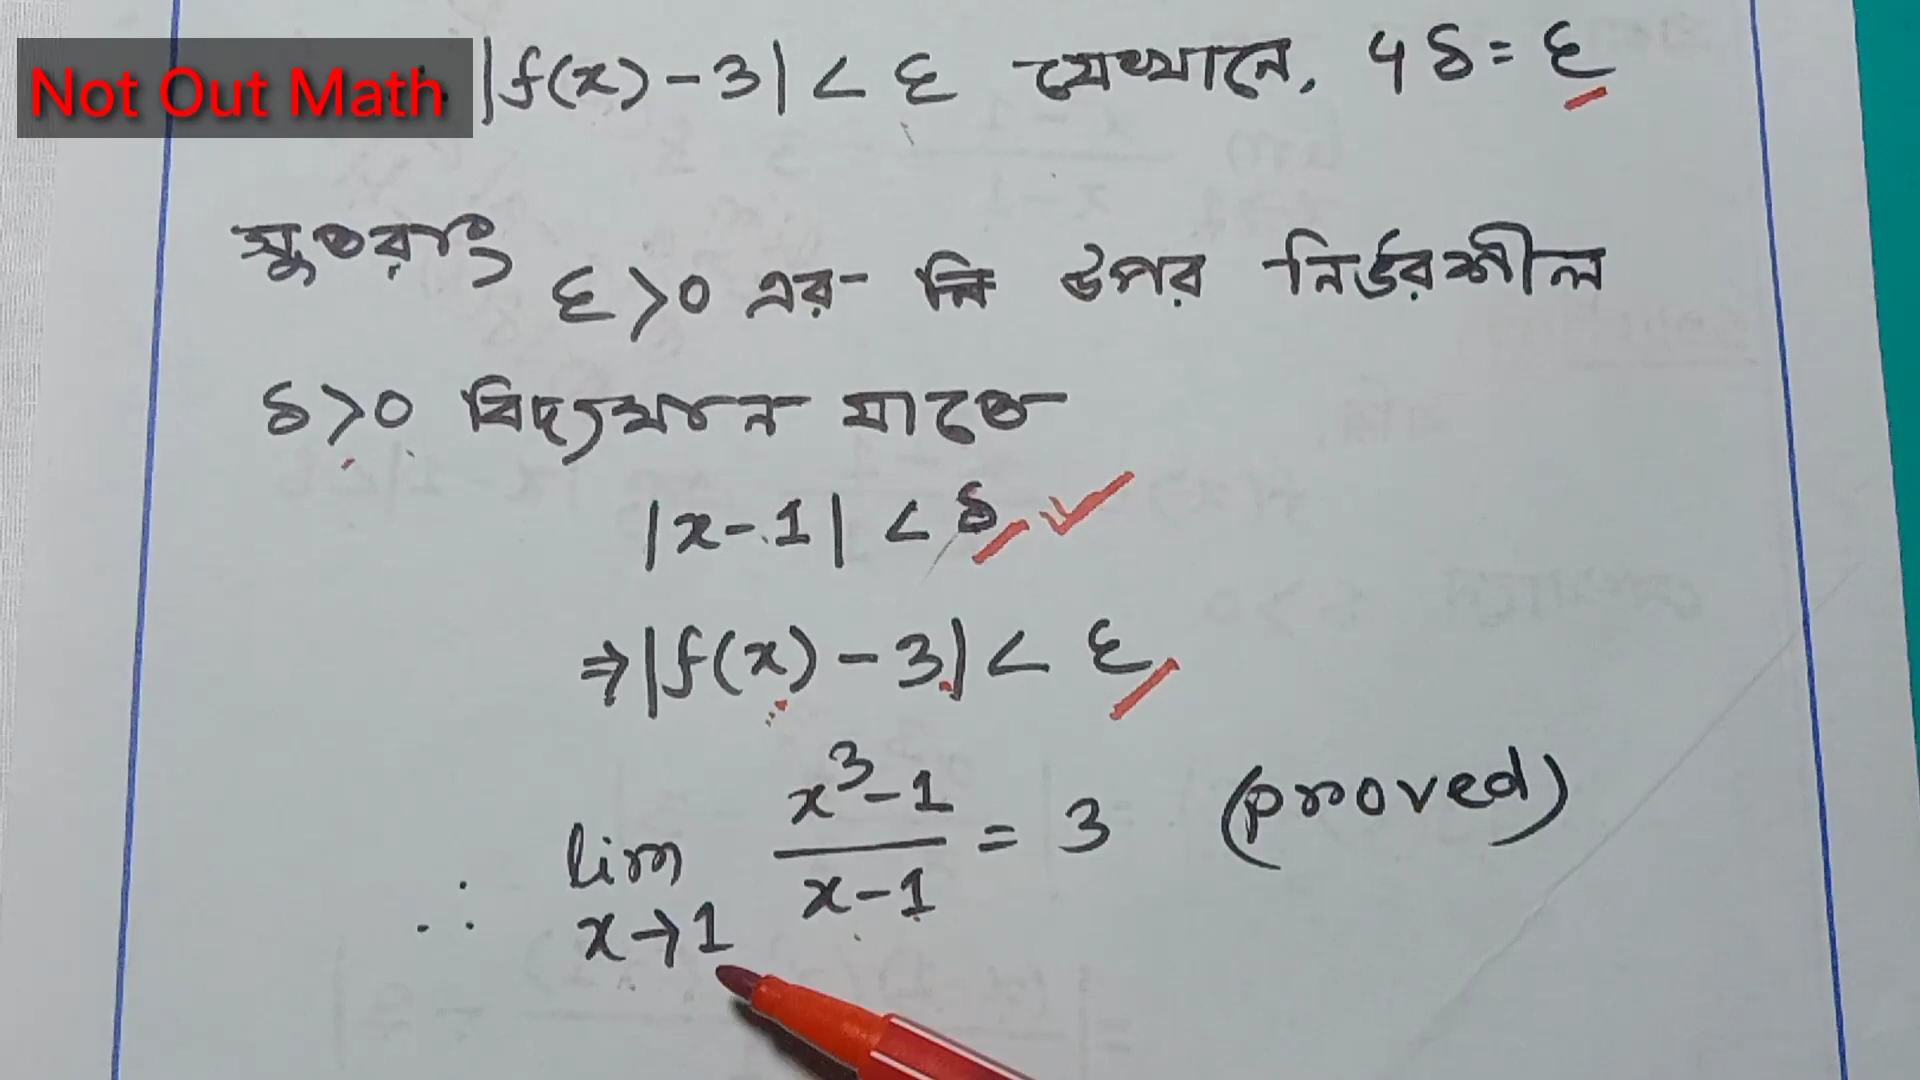 Not Out Math
∴ |f(x) - 3| < ε যেখানে, 4δ = ε
সুতরাং ε > 0 এর উপর নির্ভরশীল
δ > 0 বিদ্যমান যাতে
|x - 1| < δ
⇒ |f(x) - 3| < ε
∴ lim x→1 (x³ - 1)/(x - 1) = 3 (proved)